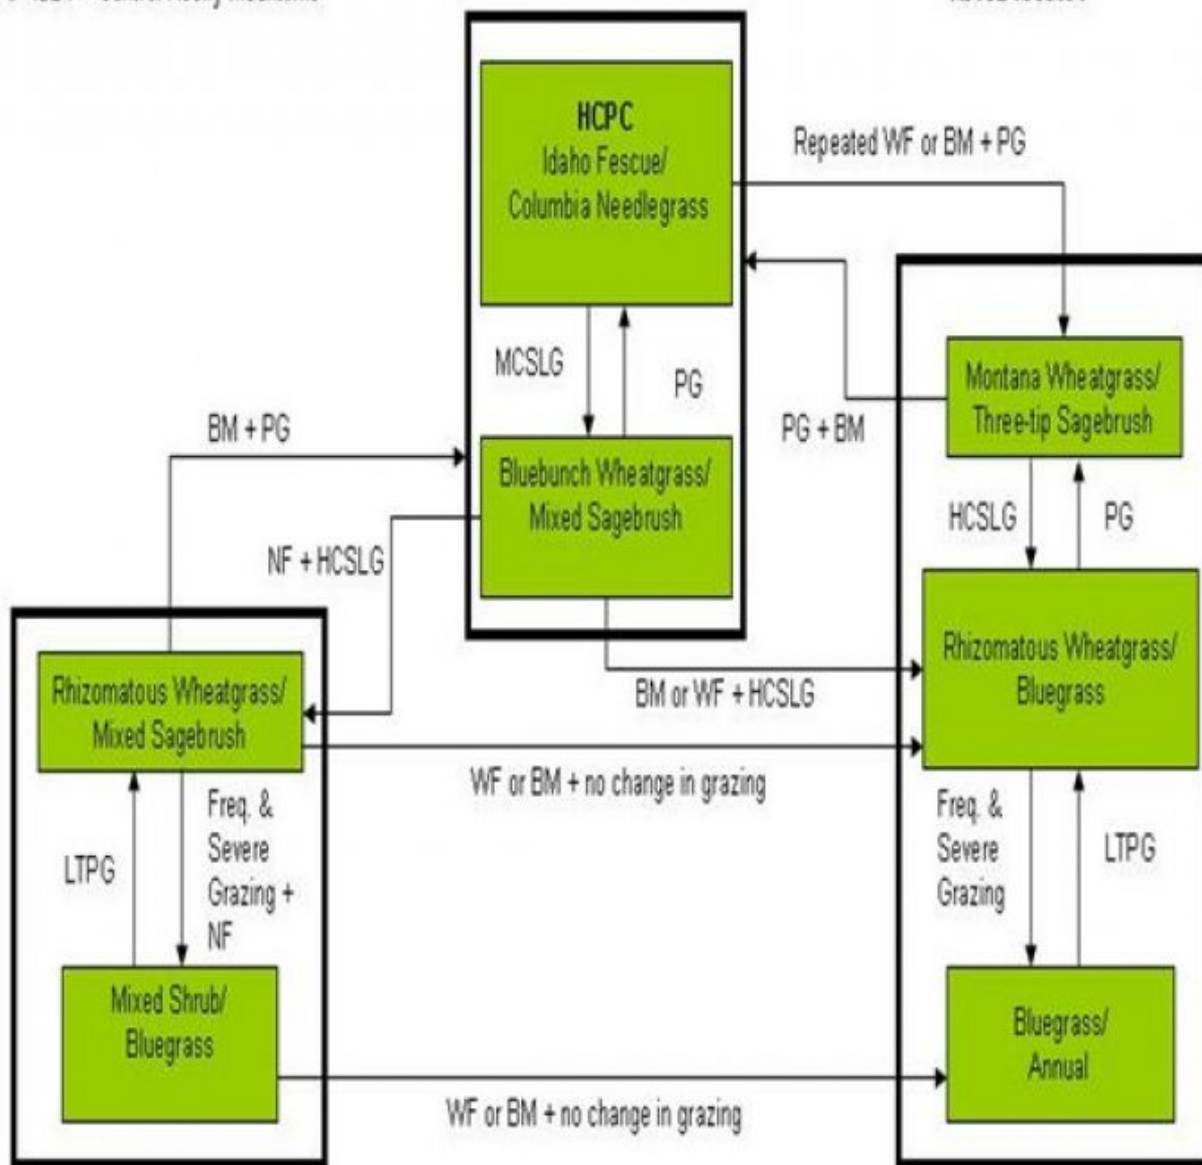 HCPC
Idaho Fescue/
Columbia Needlegrass
Repeated WF or BM + PG
MCSLG
PG
Montana Wheatgrass/
Three-tip Sagebrush
BM + PG
PG + BM
Bluebunch Wheatgrass/
Mixed Sagebrush
HCSLG
PG
NF + HCSLG
Rhizomatous Wheatgrass/
Bluegrass
Rhizomatous Wheatgrass/
Mixed Sagebrush
BM or WF + HCSLG
WF or BM + no change in grazing
Freq. &
Severe
Grazing +
NF
LTPG
Freq. &
Severe
Grazing
LTPG
Mixed Shrub/
Bluegrass
Bluegrass/
Annual
WF or BM + no change in grazing